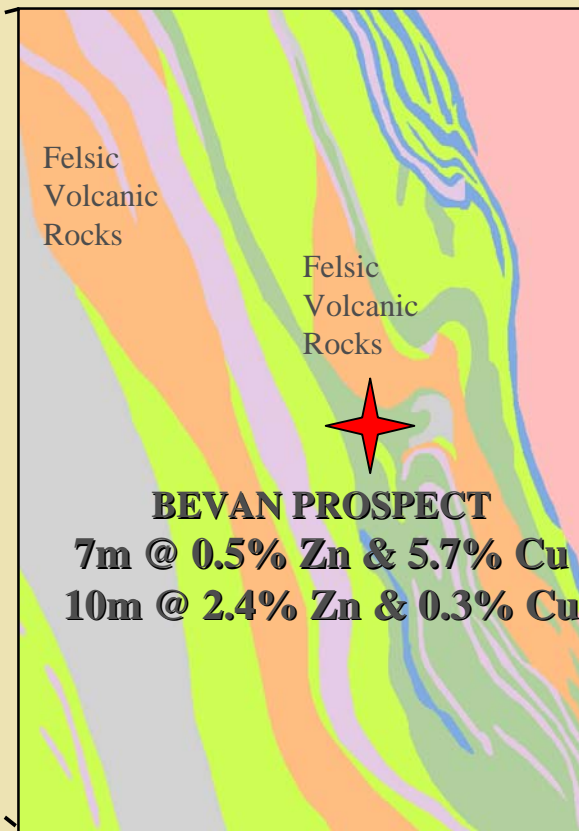 Felsic
Volcanic
Rocks
Felsic
Volcanic
Rocks
BEVAN PROSPECT
7m @ 0.5% Zn & 5.7% Cu
10m @ 2.4% Zn & 0.3% Cu